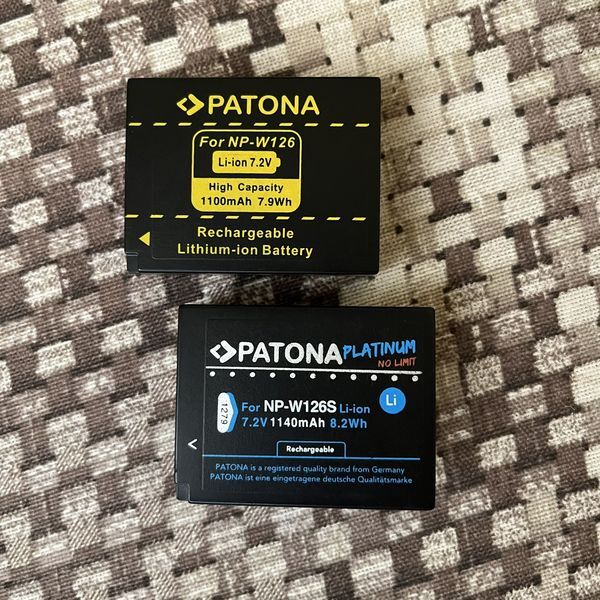 PATONA
For NP-W126
Li-ion 7.2V
High Capacity
1100mAh 7.9Wh
Rechargeable
Lithium-ion Battery
PATONA PLATINUM
NO LIMIT
1279
For NP-W126S Li-ion
7.2V 1140mAh 8.2Wh
Li
Rechargeable
PATONA is a registered quality brand from Germany
PATONA ist eine eingetragene deutsche Qualitätsmarke